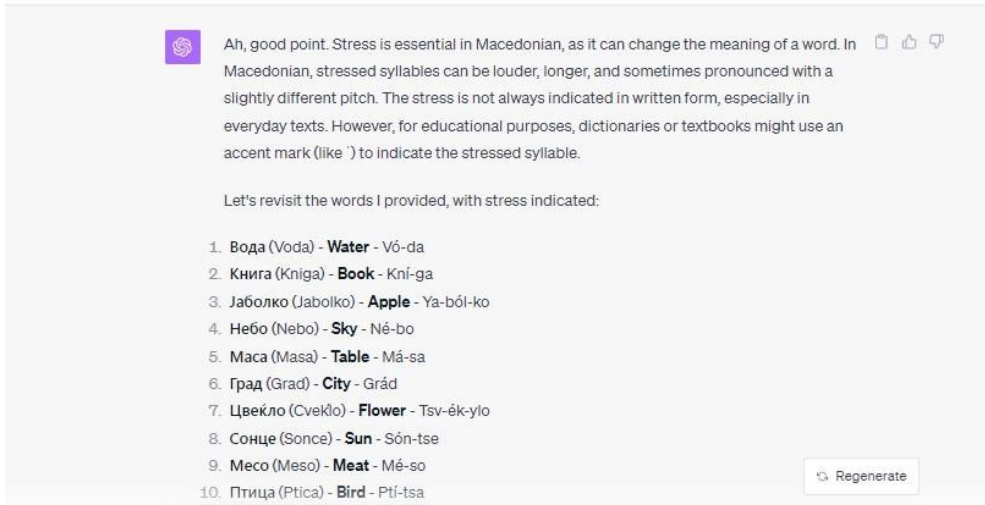 Ah, good point. Stress is essential in Macedonian, as it can change the meaning of a word. In
Macedonian, stressed syllables can be louder, longer, and sometimes pronounced with a
slightly different pitch. The stress is not always indicated in written form, especially in
everyday texts. However, for educational purposes, dictionaries or textbooks might use an
accent mark (like `) to indicate the stressed syllable.
Let's revisit the words I provided, with stress indicated:
1. Вода (Voda) - Water - Vó-da
2. Книга (Kniga) - Book - Kní-ga
3. Јаболко (Jabolko) - Apple - Ya-ból-ko
4. Небо (Nebo) - Sky - Né-bo
5. Маса (Masa) - Table - Má-sa
6. Град (Grad) - City - Grád
7. Цвеќло (Cveḱlo) - Flower - Tsv-ék-ylo
8. Сонце (Sonce) - Sun - Són-tse
9. Месо (Meso) - Meat - Mé-so
10. Птица (Ptica) - Bird - Ptí-tsa
Regenerate